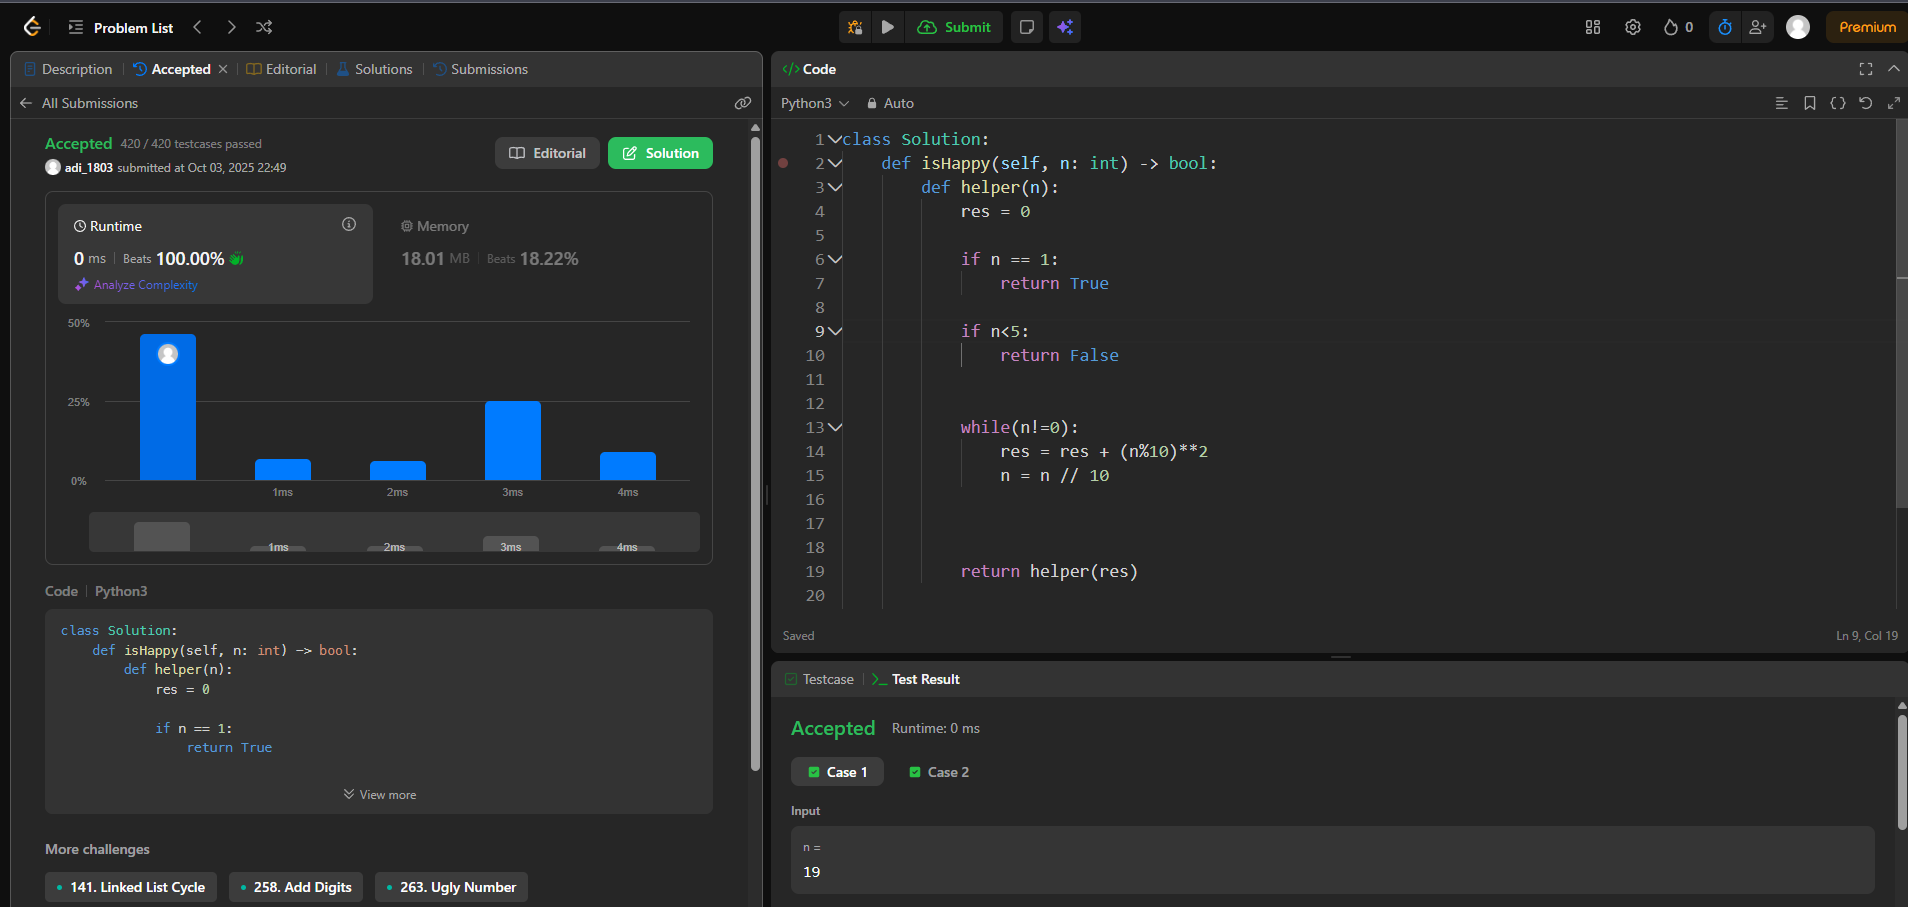 Problem List
Submit
0
Premium
Description
Accepted
Editorial
Solutions
Submissions
All Submissions
Accepted 420 / 420 testcases passed
adi_1803 submitted at Oct 03, 2025 22:49
Editorial
Solution
Runtime
0 ms Beats 100.00%
Analyze Complexity
Memory
18.01 MB Beats 18.22%
50%
25%
0%
1ms 2ms 3ms 4ms
1ms 2ms 3ms 4ms
Code Python3
class Solution:
    def isHappy(self, n: int) -> bool:
        def helper(n):
            res = 0
            if n == 1:
                return True
View more
More challenges
141. Linked List Cycle
258. Add Digits
263. Ugly Number
</> Code
Python3 Auto
1 class Solution:
2     def isHappy(self, n: int) -> bool:
3         def helper(n):
4             res = 0
5
6             if n == 1:
7                 return True
8
9             if n<5:
10                 return False
11
12
13             while(n!=0):
14                 res = res + (n%10)**2
15                 n = n // 10
16
17
18
19             return helper(res)
20
Saved
Ln 9, Col 19
Testcase
Test Result
Accepted Runtime: 0 ms
Case 1 Case 2
Input
n =
19